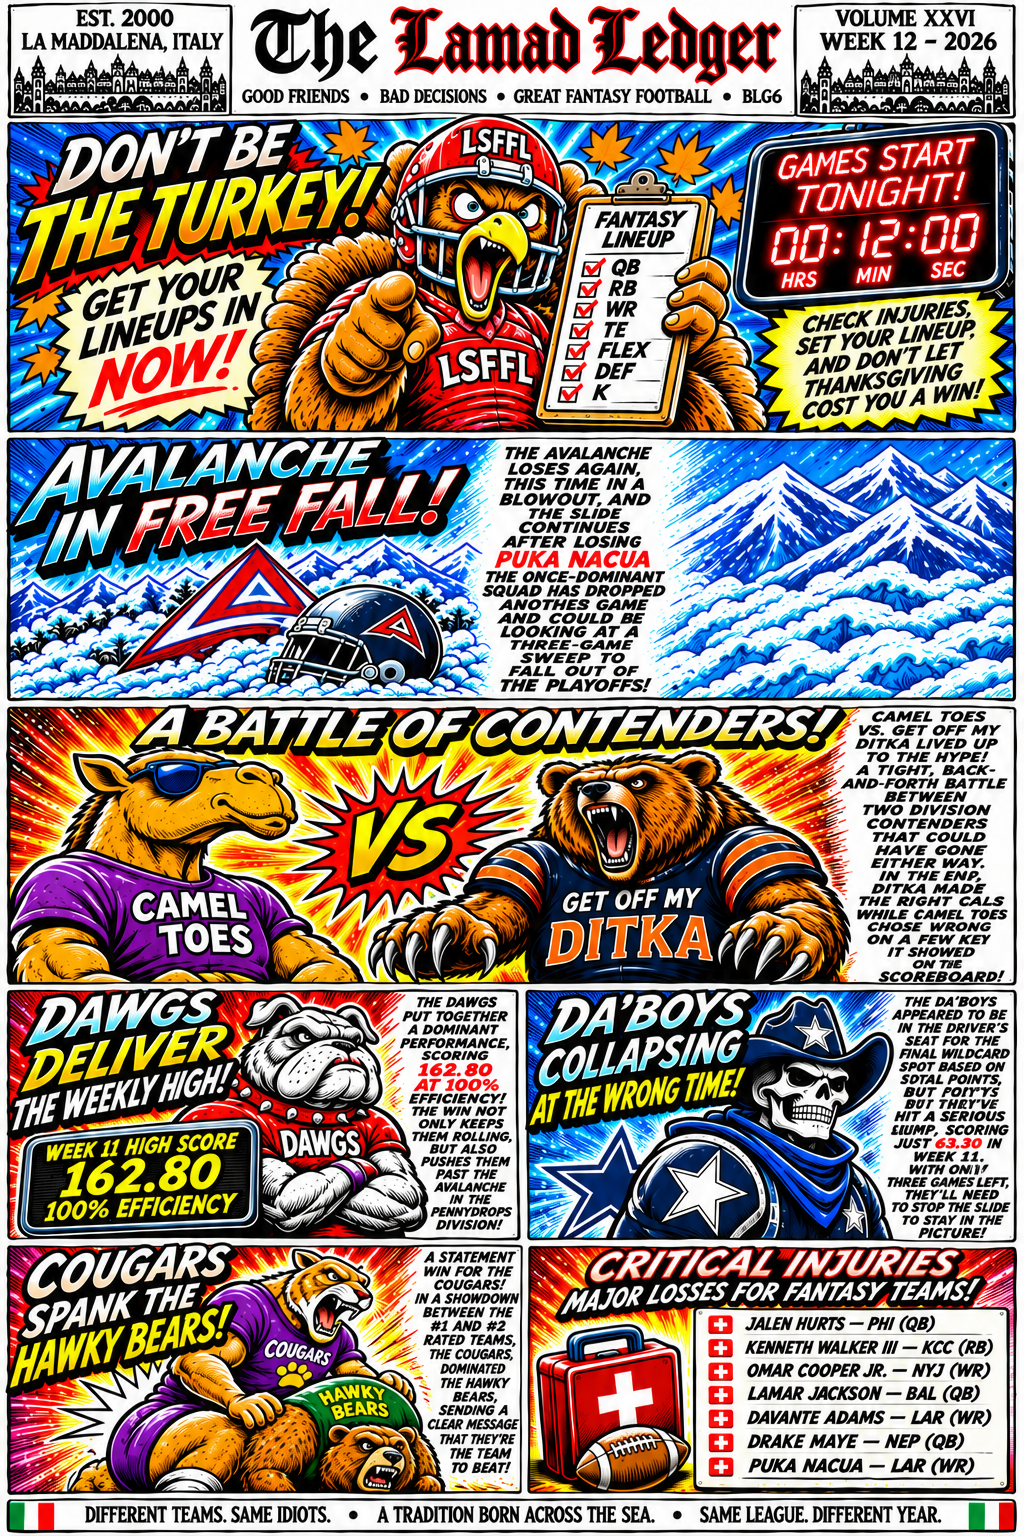 EST. 2000
LA MADDALENA, ITALY
The Lamad Ledger
GOOD FRIENDS • BAD DECISIONS • GREAT FANTASY FOOTBALL • BLG6
VOLUME XXVI
WEEK 12 – 2026
DON'T BE
THE TURKEY!
GET YOUR
LINEUPS IN
NOW!
LSFFL
LSFFL
FANTASY
LINEUP
QB
RB
WR
TE
FLEX
DEF
K
GAMES START
TONIGHT!
00:12:00
HRS MIN SEC
CHECK INJURIES,
SET YOUR LINEUP,
AND DON'T LET
THANKSGIVING
COST YOU A WIN!
AVALANCHE
IN FREE FALL!
THE AVALANCHE
LOSES AGAIN,
THIS TIME IN A
BLOWOUT, AND
THE SLIDE
CONTINUES
AFTER LOSING
PUKA NACUA
THE ONCE-DOMINANT
SQUAD HAS DROPPED
ANOTHES GAME
AND COULD BE
LOOKING AT A
THREE-GAME
SWEEP TO
FALL OUT OF
THE PLAYOFFS!
A BATTLE OF CONTENDERS!
CAMEL
TOES
VS
GET OFF MY
DITKA
CAMEL TOES
VS. GET OFF MY
DITKA LIVED UP
TO THE HYPE!
A TIGHT, BACK-
AND-FORTH BATTLE
BETWEEN
TWO DIVISION
CONTENDERS
THAT COULD
HAVE GONE
EITHER WAY.
IN THE ENP,
DITKA MADE
THE RIGHT CALS
WHILE CAMEL TOES
CHOSE WRONG
ON A FEW KEY
IT SHOWED
ON THE
SCOREBOARD!
DAWGS
DELIVER
THE WEEKLY HIGH!
WEEK 11 HIGH SCORE
162.80
100% EFFICIENCY
DAWGS
THE DAWGS
PUT TOGETHER
A DOMINANT
PERFORMANCE,
SCORING
162.80
AT 100%
EFFICIENCY!
THE WIN NOT
ONLY KEEPS
THEM ROLLING,
BUT ALSO
PUSHES THEM
PAST THE
AVALANCHE
IN THE
PENNYDROPS
DIVISION!
DA'BOYS
COLLAPSING
AT THE WRONG TIME!
THE DA'BOYS
APPEARED TO BE
IN THE DRIVER'S
SEAT FOR THE
FINAL WILDCARD
SPOT BASED ON
SDTAL POINTS,
BUT
BUT THEY'VE
HIT A SERIOUS
SCORING
JUST 63.30 IN
WEEK 11.
WITH
THREE GAMES LEFT,
THEY'LL NEED
TO STOP THE SLIDE
TO STAY IN THE
PICTURE!
COUGARS
SPANK THE
HAWKY BEARS!
COUGARS
HAWKY
BEARS
A STATEMENT
WIN FOR THE
COUGARS!
IN A SHOWDOWN
BETWEEN THE
#1 AND #2
RATED TEAMS,
THE COUGARS,
DOMINATED
THE HAWKY
BEARS,
SENDING A
CLEAR MESSAGE
THAT THEY'RE
THE TEAM
TO BEAT!
CRITICAL INJURIES
MAJOR LOSSES FOR FANTASY TEAMS!
JALEN HURTS – PHI (QB)
KENNETH WALKER III – KCC (RB)
OMAR COOPER JR. – NYJ (WR)
LAMAR JACKSON – BAL (QB)
DAVANTE ADAMS – LAR (WR)
DRAKE MAYE – NEP (QB)
PUKA NACUA – LAR (WR)
DIFFERENT TEAMS. SAME IDIOTS. • A TRADITION BORN ACROSS THE SEA. • SAME LEAGUE. DIFFERENT YEAR.